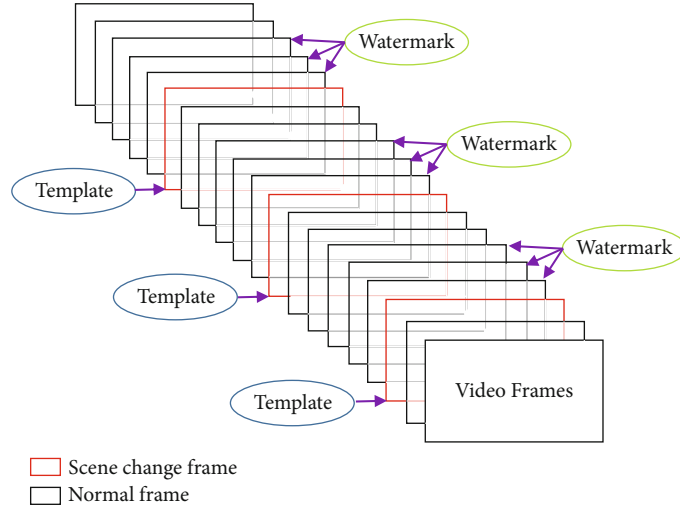 Watermark
Watermark
Template
Watermark
Template
Video Frames
Template
Scene change frame
Normal frame